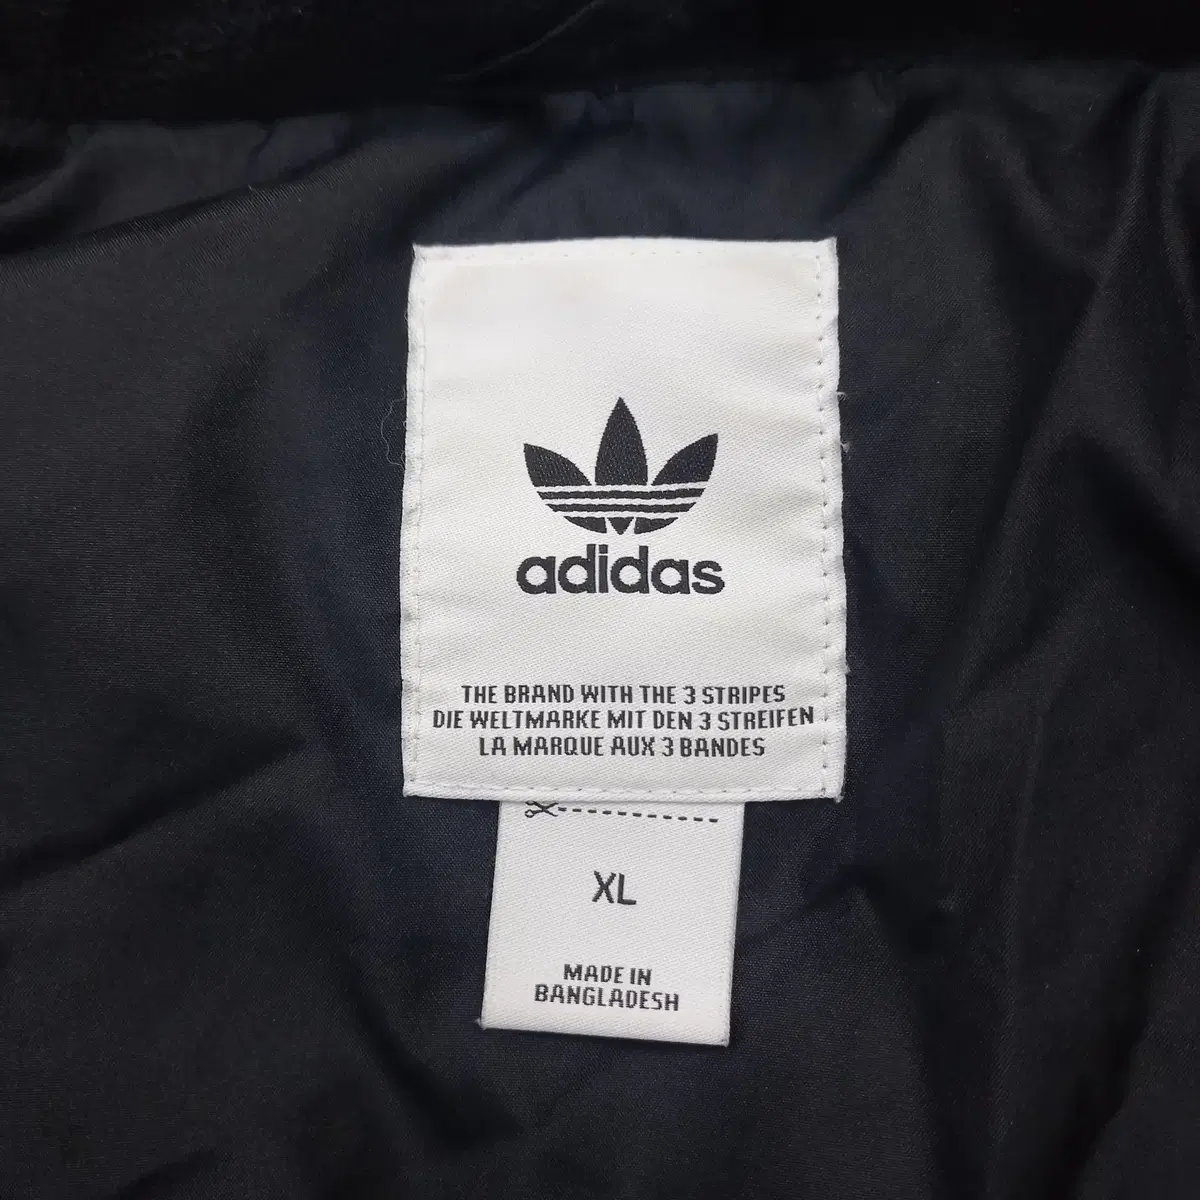 adidas
THE BRAND WITH THE 3 STRIPES
DIE WELTMARKE MIT DEN 3 STREIFEN
LA MARQUE AUX 3 BANDES
XL
MADE IN
BANGLADESH